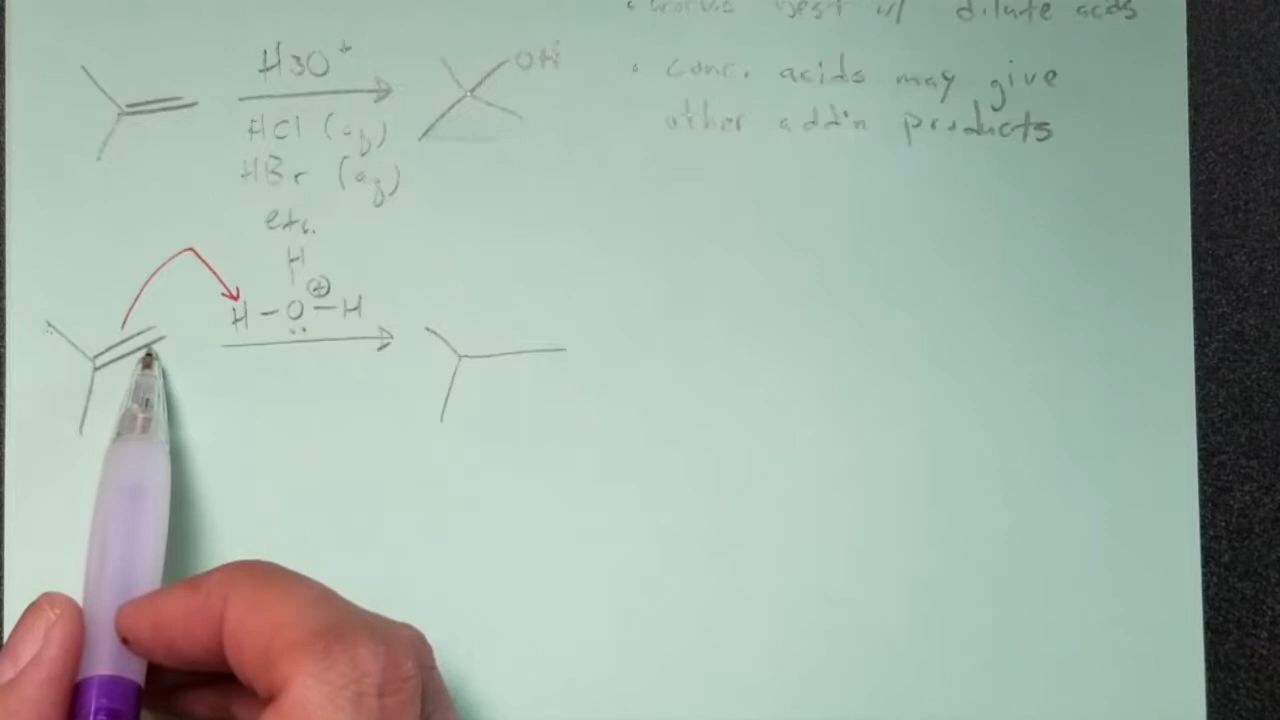 works best w/ dilute acids
• conc. acids may give
other add'n products
H3O+
OH
HCl (aq)
HBr (aq)
etc.
H
⊕
H-O-H